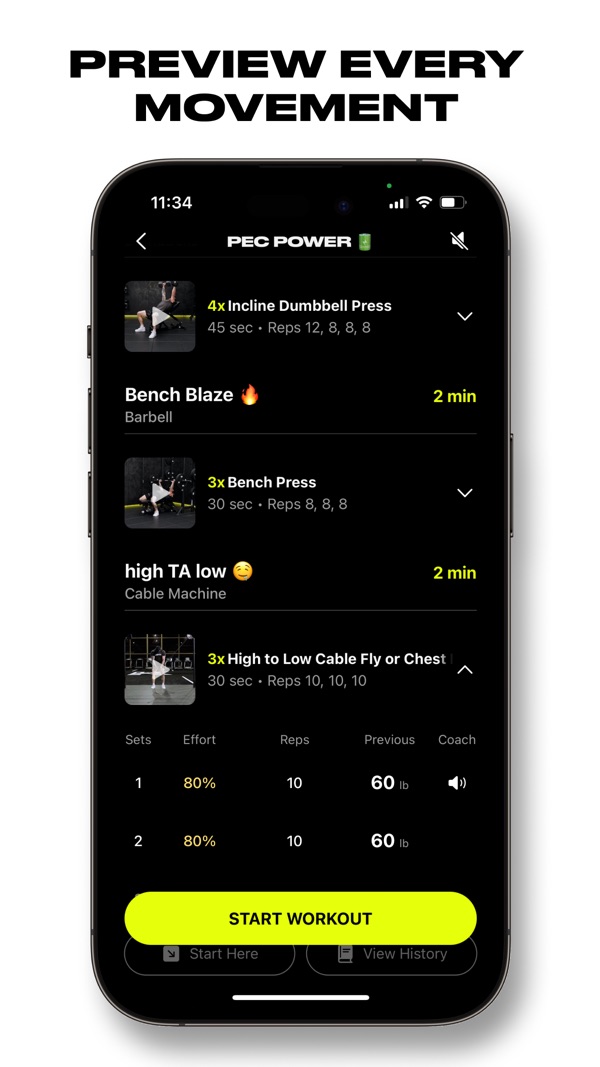 PREVIEW EVERY
MOVEMENT
11:34
PEC POWER 🔋
4x Incline Dumbbell Press
45 sec • Reps 12, 8, 8, 8
Bench Blaze 🔥
2 min
Barbell
3x Bench Press
30 sec • Reps 8, 8, 8
high TA low ☺️
2 min
Cable Machine
3x High to Low Cable Fly or Chest
30 sec • Reps 10, 10, 10
Sets Effort Reps Previous Coach
1 80% 10 60 lb
2 80% 10 60 lb
START WORKOUT
Start Here View History